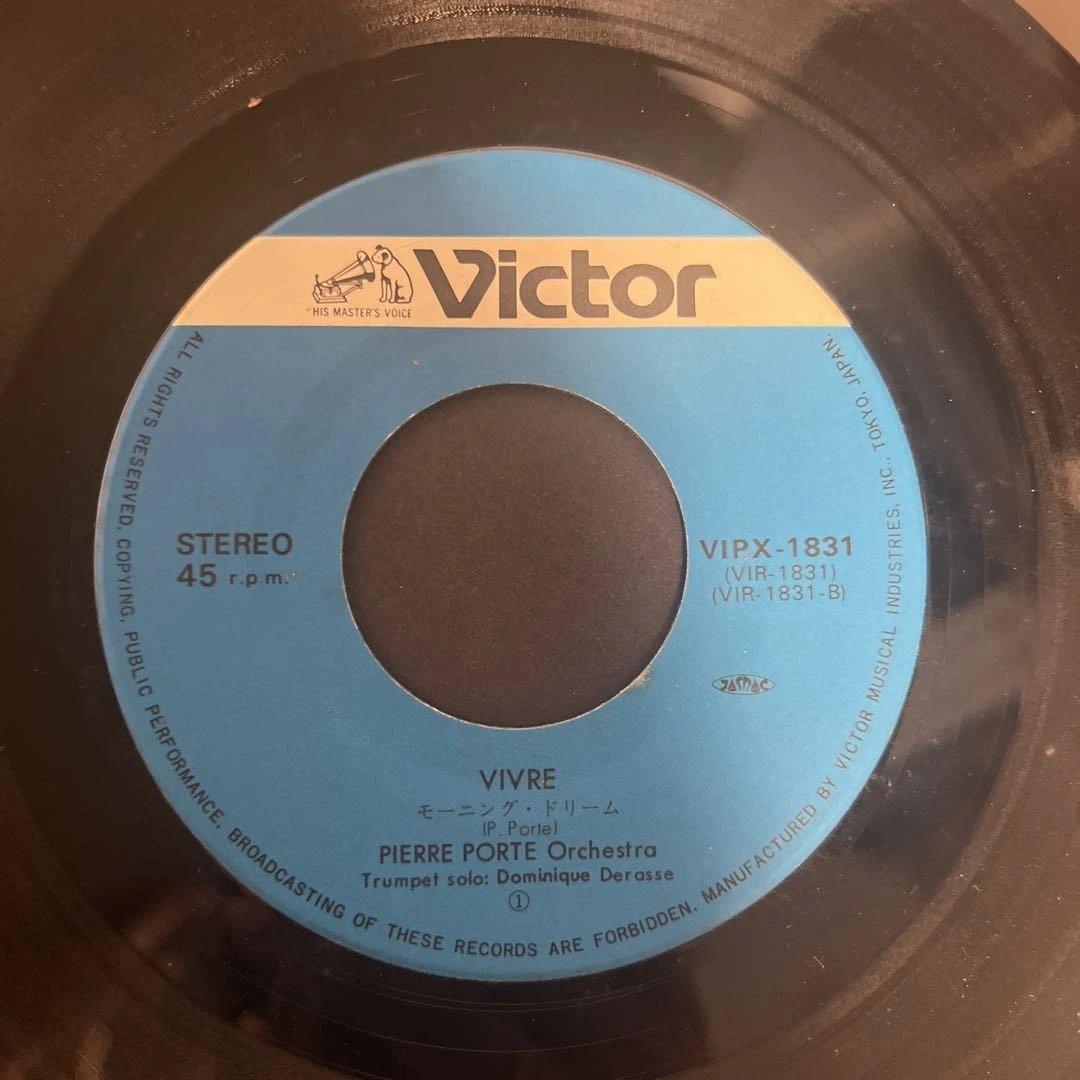 Victor
"HIS MASTER'S VOICE"
STEREO
45 r.p.m.
VIPX-1831
(VIR-1831)
(VIR-1831-B)
JASRAC
VIVRE
モーニング・ドリーム
(P. Porte)
PIERRE PORTE Orchestra
Trumpet solo: Dominique Derasse
①
ALL RIGHTS RESERVED. COPYING, PUBLIC PERFORMANCE, BROADCASTING OF THESE RECORDS ARE FORBIDDEN. MANUFACTURED BY VICTOR MUSICAL INDUSTRIES, INC., TOKYO, JAPAN.